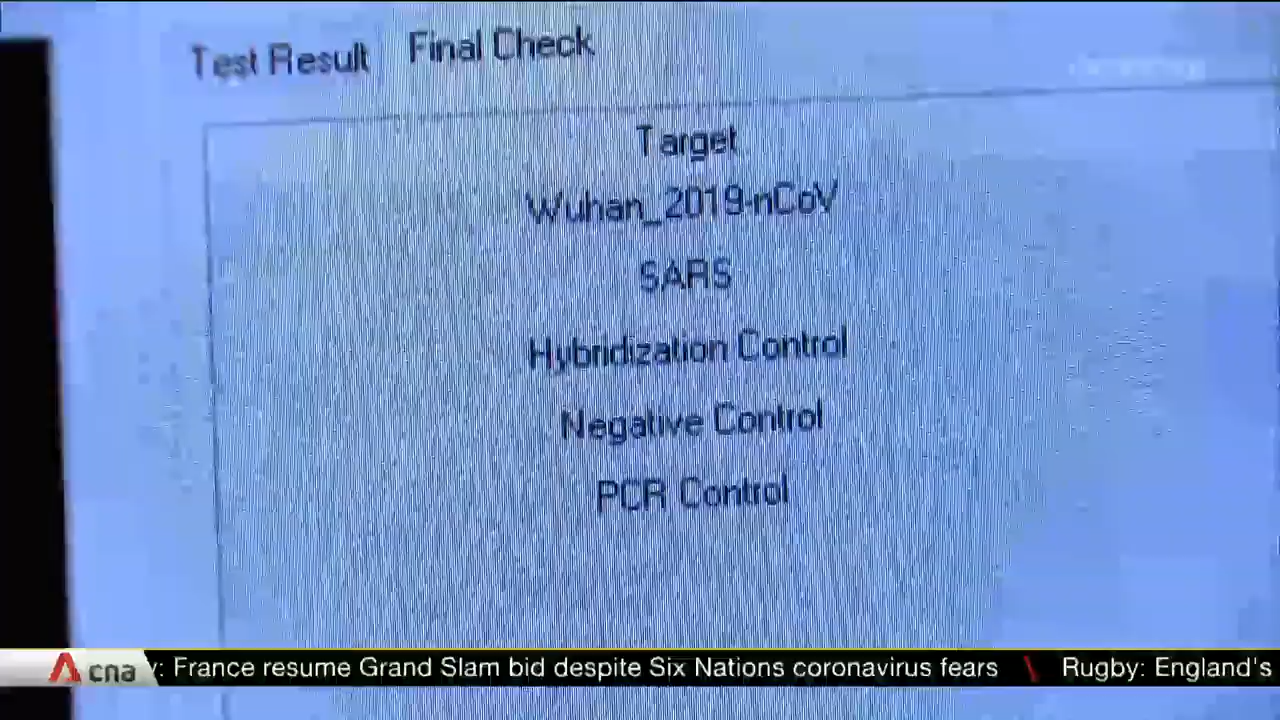 Test Result Final Check
Target
Wuhan_2019-nCoV
SARS
Hybridization Control
Negative Control
PCR Control
cna
y: France resume Grand Slam bid despite Six Nations coronavirus fears \ Rugby: England's